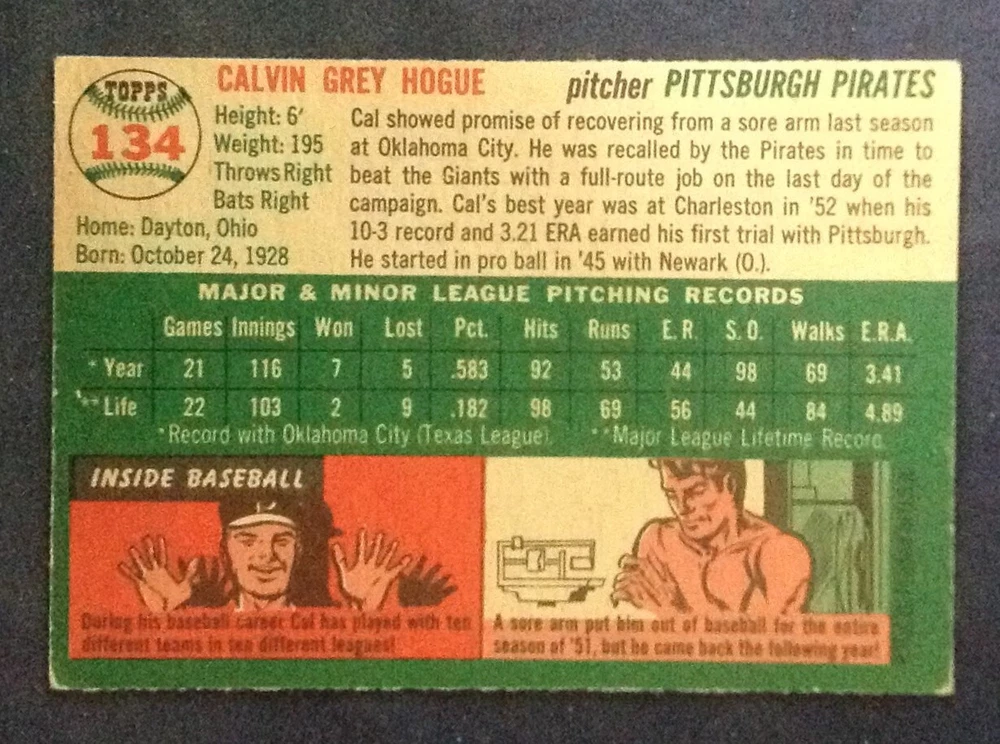 TOPPS
134
CALVIN GREY HOGUE
pitcher PITTSBURGH PIRATES
Height: 6'
Weight: 195
Throws Right
Bats Right
Home: Dayton, Ohio
Born: October 24, 1928
Cal showed promise of recovering from a sore arm last season
at Oklahoma City. He was recalled by the Pirates in time to
beat the Giants with a full-route job on the last day of the
campaign. Cal's best year was at Charleston in '52 when his
10-3 record and 3.21 ERA earned his first trial with Pittsburgh.
He started in pro ball in '45 with Newark (O.).
MAJOR & MINOR LEAGUE PITCHING RECORDS
Games Innings Won Lost Pct. Hits Runs E.R. S.O. Walks E.R.A.
* Year 21 116 7 5 .583 92 53 44 98 69 3.41
** Life 22 103 2 9 .182 98 69 56 44 84 4.89
*Record with Oklahoma City (Texas League). **Major League Lifetime Record.
INSIDE BASEBALL
During his baseball career Cal has played with ten
different teams in ten different leagues!
A sore arm put him out of baseball for the entire
season of '51, but he came back the following year!